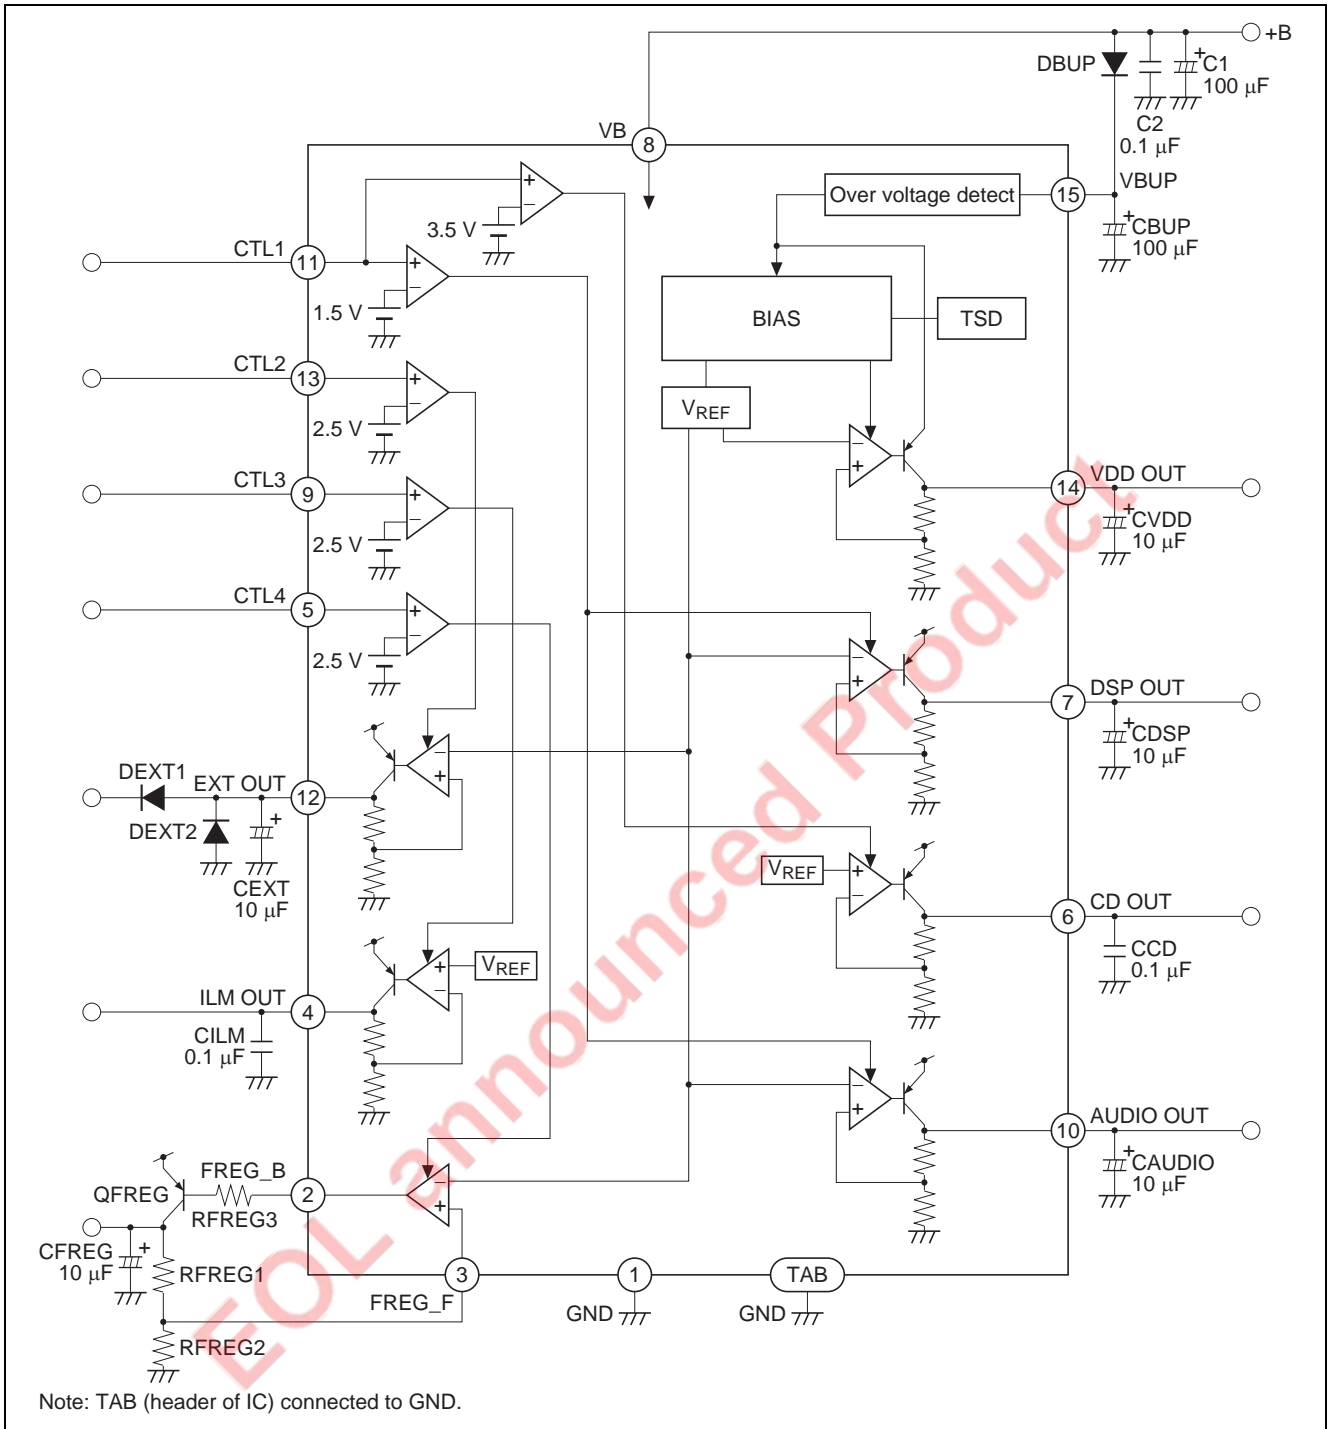 +B
DBUP
C1
100 µF
C2
0.1 µF
VB
8
VBUP
15
Over voltage detect
CBUP
100 µF
+
−
3.5 V
CTL1
11
+
−
1.5 V
BIAS
TSD
CTL2
13
+
−
2.5 V
VREF
−
+
CTL3
9
+
−
2.5 V
14
VDD OUT
+
CVDD
10 µF
CTL4
5
+
−
2.5 V
−
+
7
DSP OUT
+
CDSP
10 µF
DEXT1
EXT OUT
12
DEXT2
+
CEXT
10 µF
−
+
VREF
+
−
6
CD OUT
CCD
0.1 µF
ILM OUT
4
CILM
0.1 µF
+
−
VREF
−
+
10
AUDIO OUT
+
CAUDIO
10 µF
QFREG
FREG_B
RFREG3
2
−
+
CFREG
10 µF
+
RFREG1
RFREG2
3
FREG_F
1
GND
TAB
GND
EOL announced Product
Note: TAB (header of IC) connected to GND.